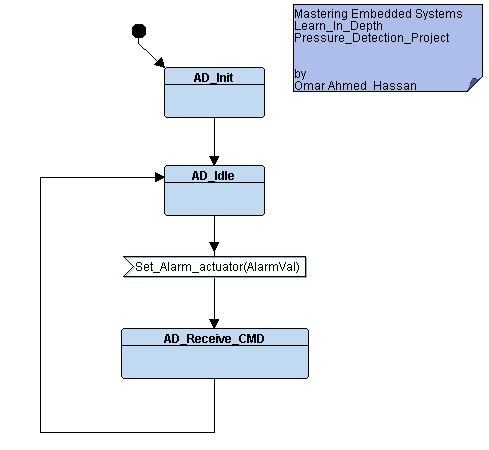 Mastering Embedded Systems
Learn_In_Depth
Pressure_Detection_Project
by
Omar Ahmed Hassan
AD_Init
AD_Idle
Set_Alarm_actuator(AlarmVal)
AD_Receive_CMD